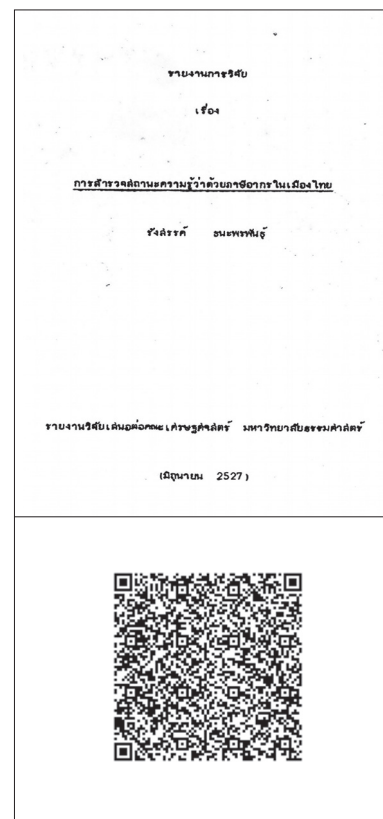 รายงานการวิจัย
เรื่อง
การสำรวจสถานะความรู้ว่าด้วยภาษีอากรในเมืองไทย
รังสรรค์ ธนะพรพันธุ์
รายงานวิจัยเสนอต่อคณะเศรษฐศาสตร์ มหาวิทยาลัยธรรมศาสตร์
(มิถุนายน 2527)